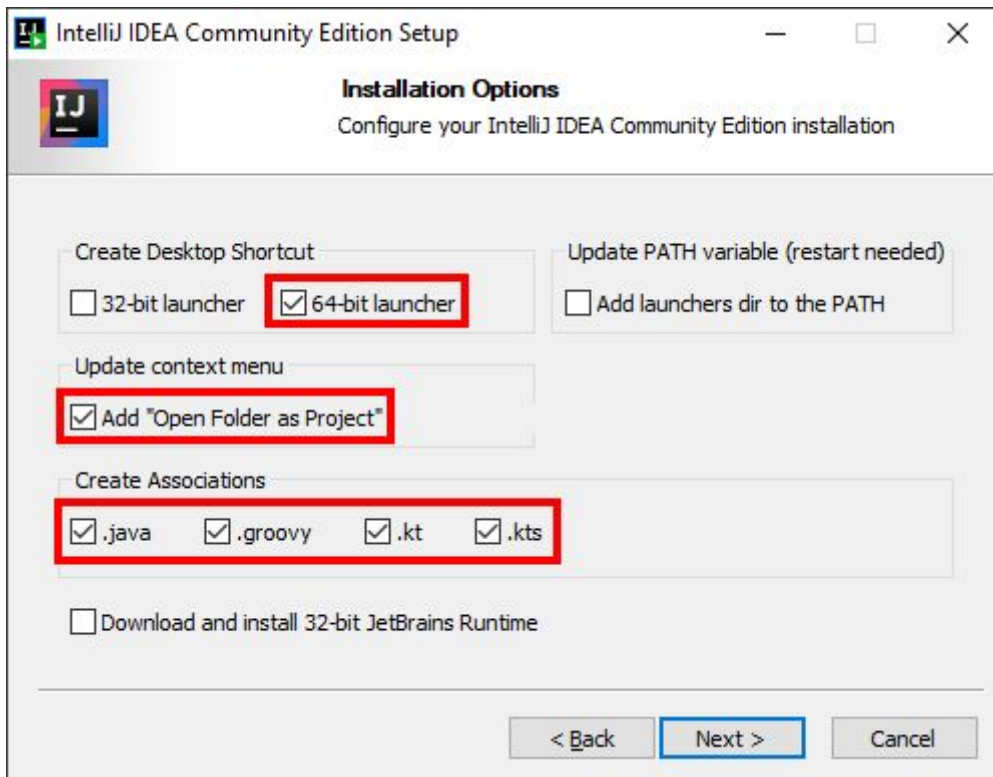 IntelliJ IDEA Community Edition Setup
IJ
Installation Options
Configure your IntelliJ IDEA Community Edition installation
Create Desktop Shortcut
32-bit launcher
64-bit launcher
Update PATH variable (restart needed)
Add launchers dir to the PATH
Update context menu
Add "Open Folder as Project"
Create Associations
.java .groovy .kt .kts
Download and install 32-bit JetBrains Runtime
< Back Next > Cancel